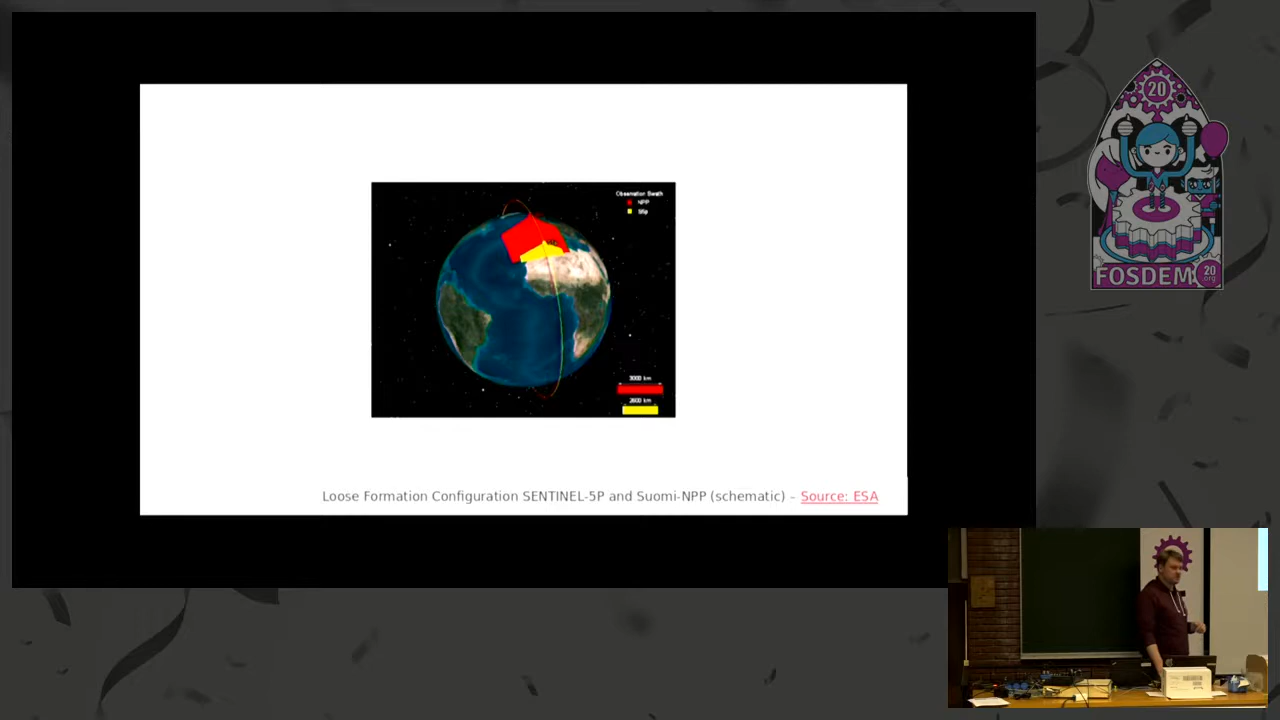 Observation Swath
NPP
S5p
3000 km
2600 km
Loose Formation Configuration SENTINEL-5P and Suomi-NPP (schematic) – Source: ESA
20
FOSDEM
20
.org